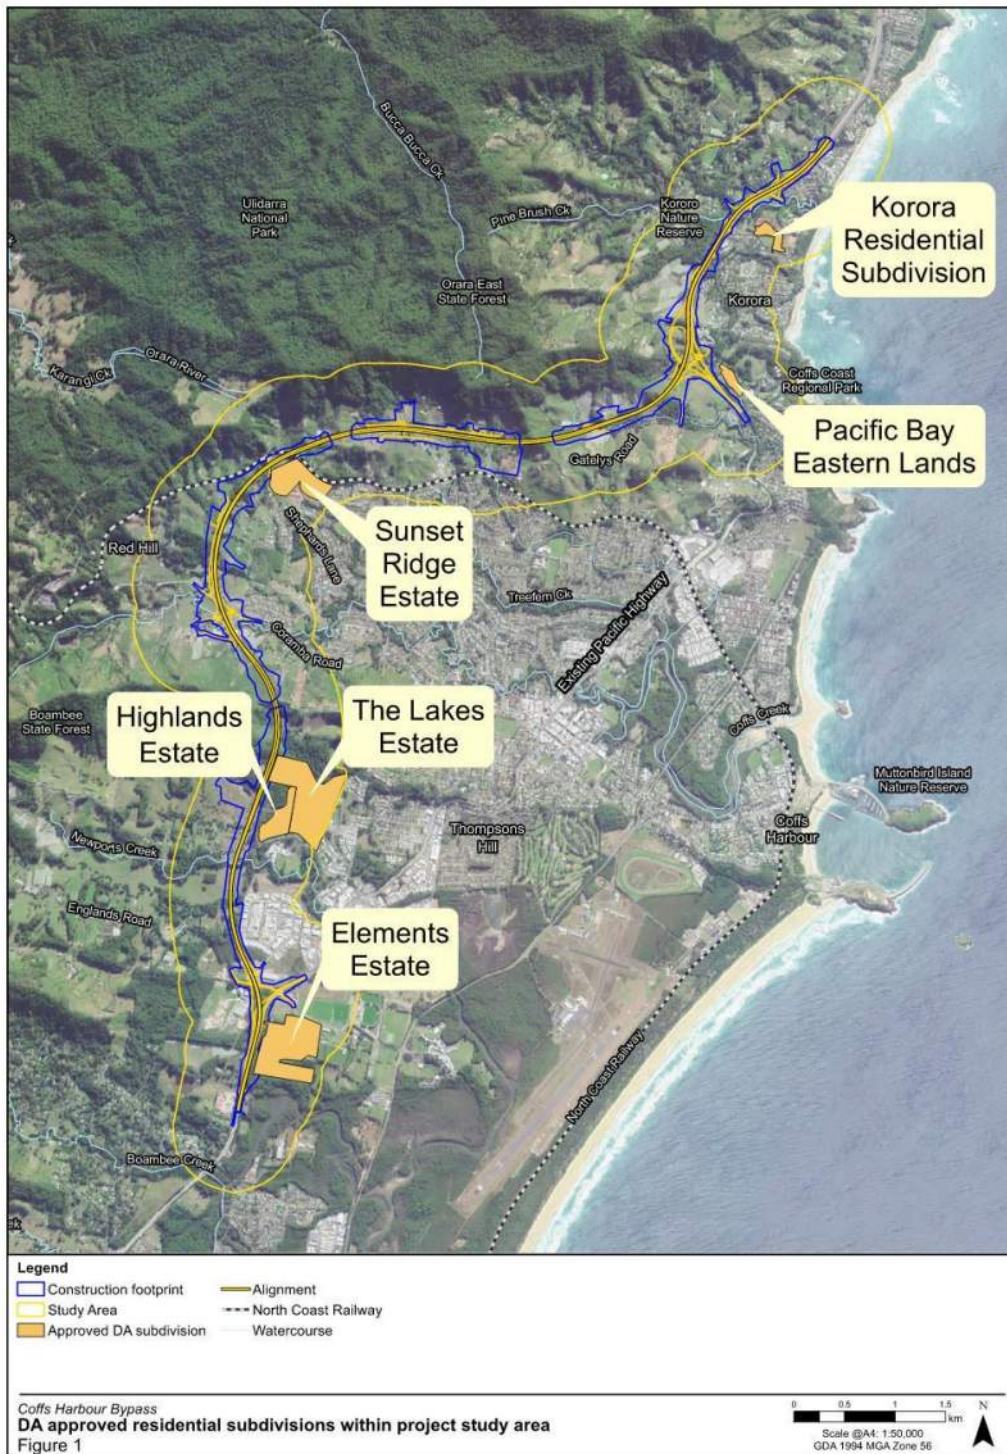 Bucca Bucca Ck
Ulidarra
National
Park
Pine Brush Ck
Kororo
Nature
Reserve
Korora
Residential
Subdivision
Orara East
State Forest
Korora
Orara River
Karangi Ck
Coffs Coast
Regional Park
Pacific Bay
Eastern Lands
Gatelys Road
Sunset
Ridge
Estate
Shephards Lane
Red Hill
Treefern Ck
Existing Pacific Highway
Coramba Road
Highlands
Estate
The Lakes
Estate
Boambee
State Forest
Coffs Creek
Muttonbird Island
Nature Reserve
Newports Creek
Thompsons
Hill
Coffs
Harbour
Englands Road
Elements
Estate
North Coast Railway
Boambee Creek
ek
Legend
Construction footprint
Alignment
Study Area
North Coast Railway
Approved DA subdivision
Watercourse
Coffs Harbour Bypass
DA approved residential subdivisions within project study area
Figure 1
0 0.5 1 1.5
km
N
Scale @A4: 1:50,000
GDA 1994 MGA Zone 56